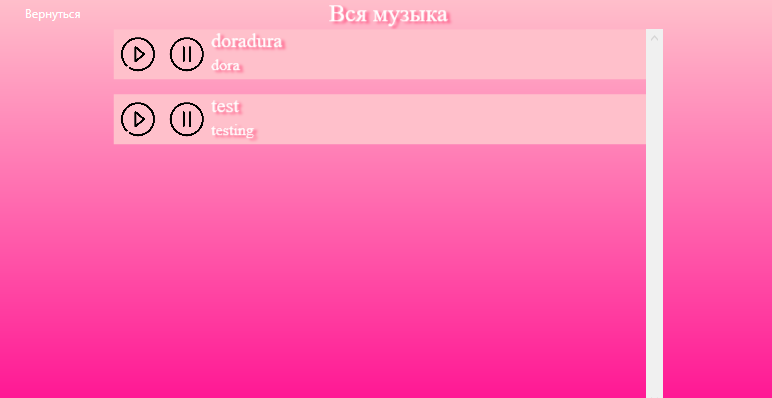 Вернуться
Вся музыка
doradura
dora
test
testing